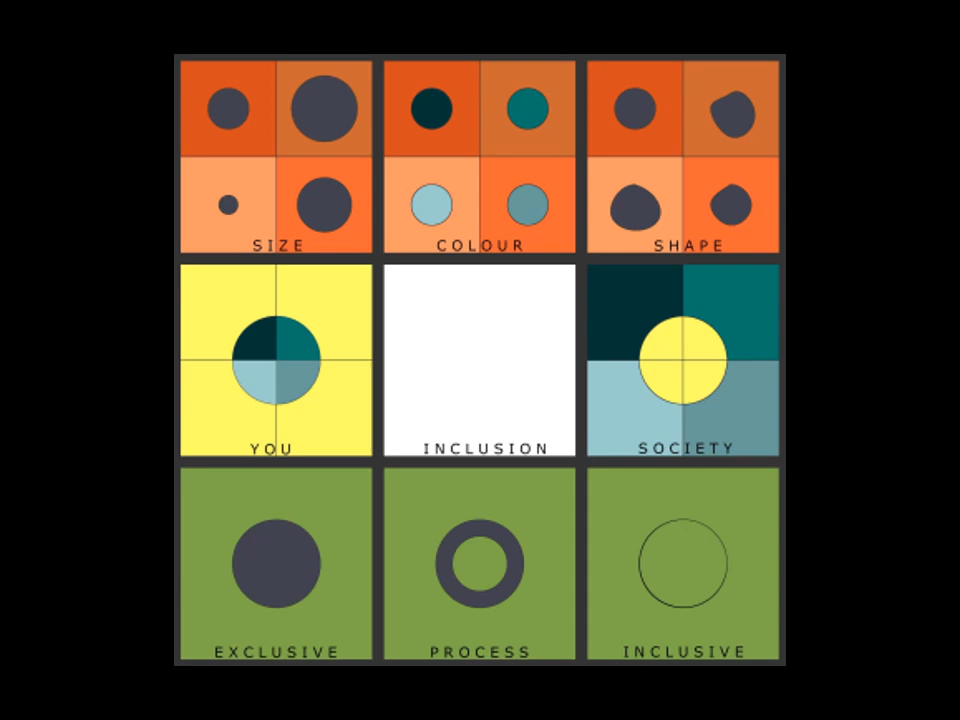 SIZE
COLOUR
SHAPE
YOU
INCLUSION
SOCIETY
EXCLUSIVE
PROCESS
INCLUSIVE